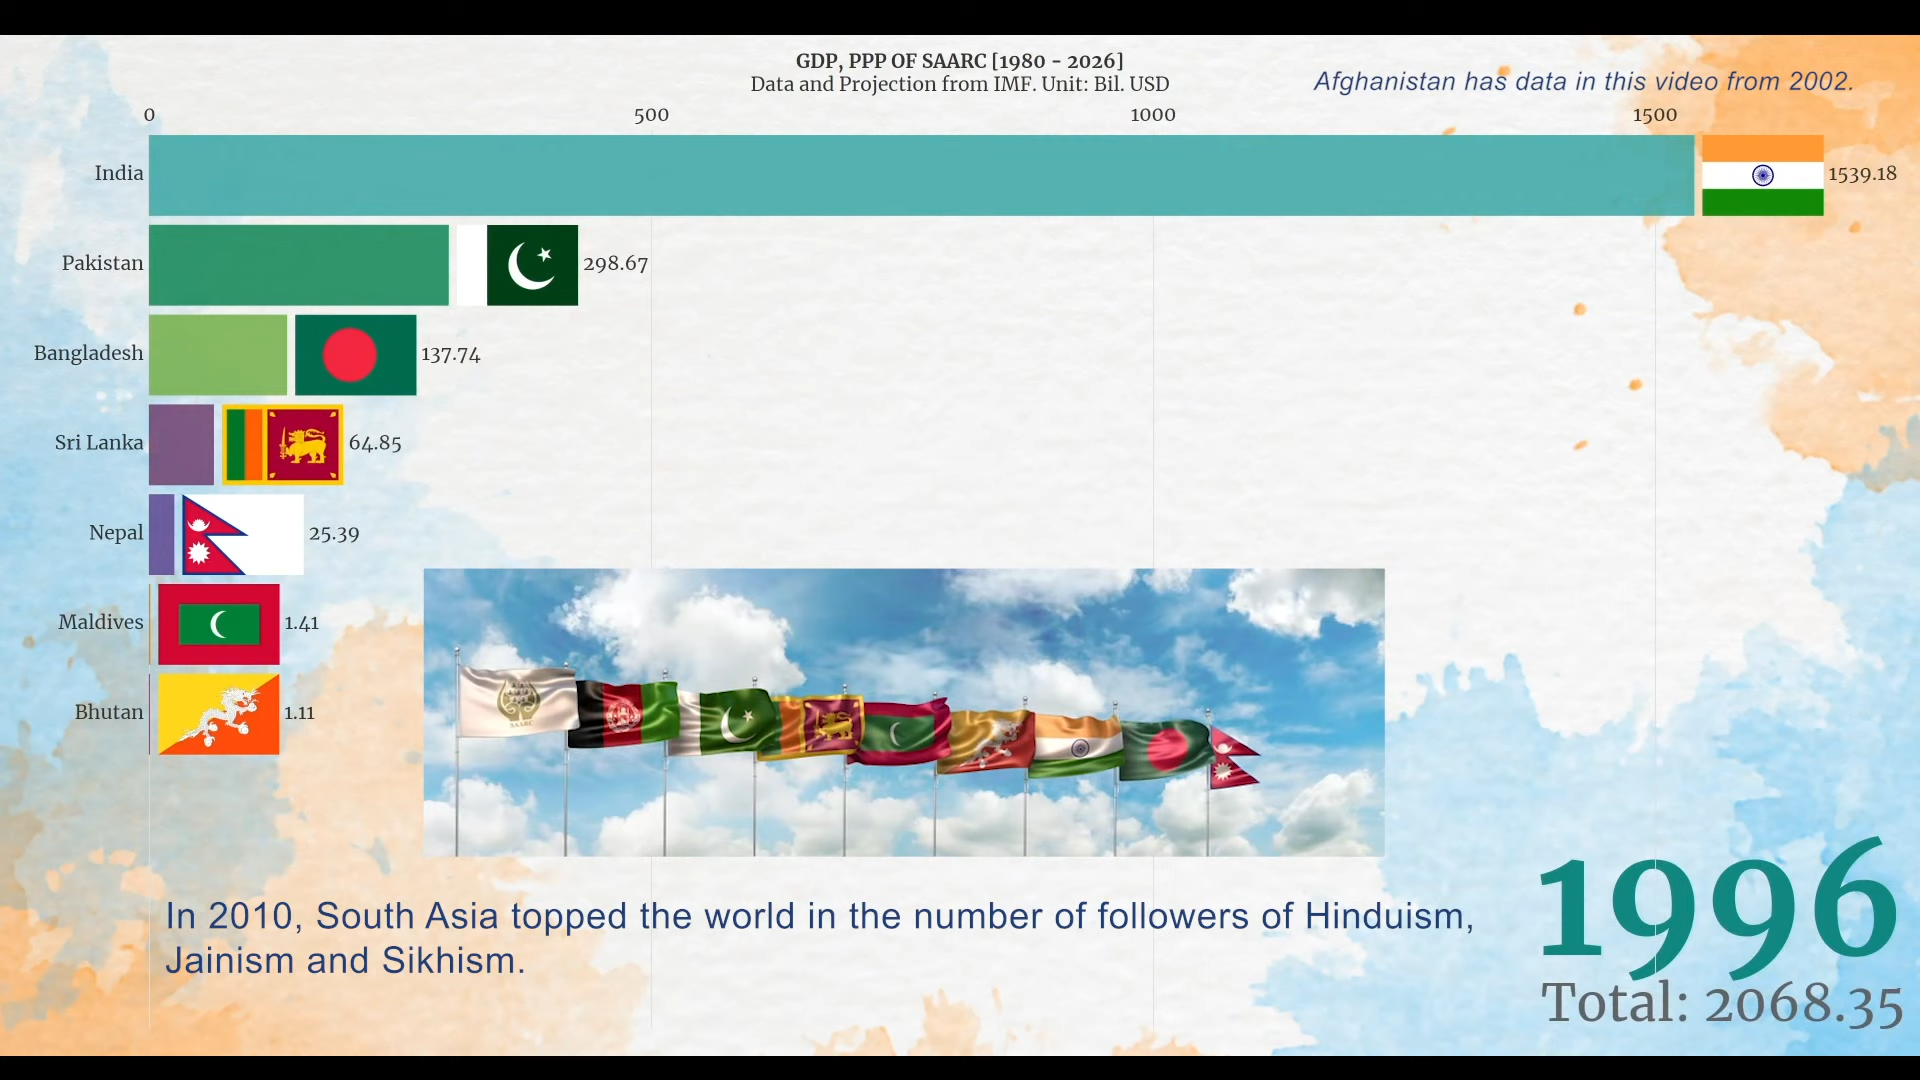 GDP, PPP OF SAARC [1980 - 2026]
Data and Projection from IMF. Unit: Bil. USD
Afghanistan has data in this video from 2002.
0 500 1000 1500
India 1539.18
Pakistan 298.67
Bangladesh 137.74
Sri Lanka 64.85
Nepal 25.39
Maldives 1.41
Bhutan 1.11
SAARC
In 2010, South Asia topped the world in the number of followers of Hinduism,
Jainism and Sikhism.
1996
Total: 2068.35